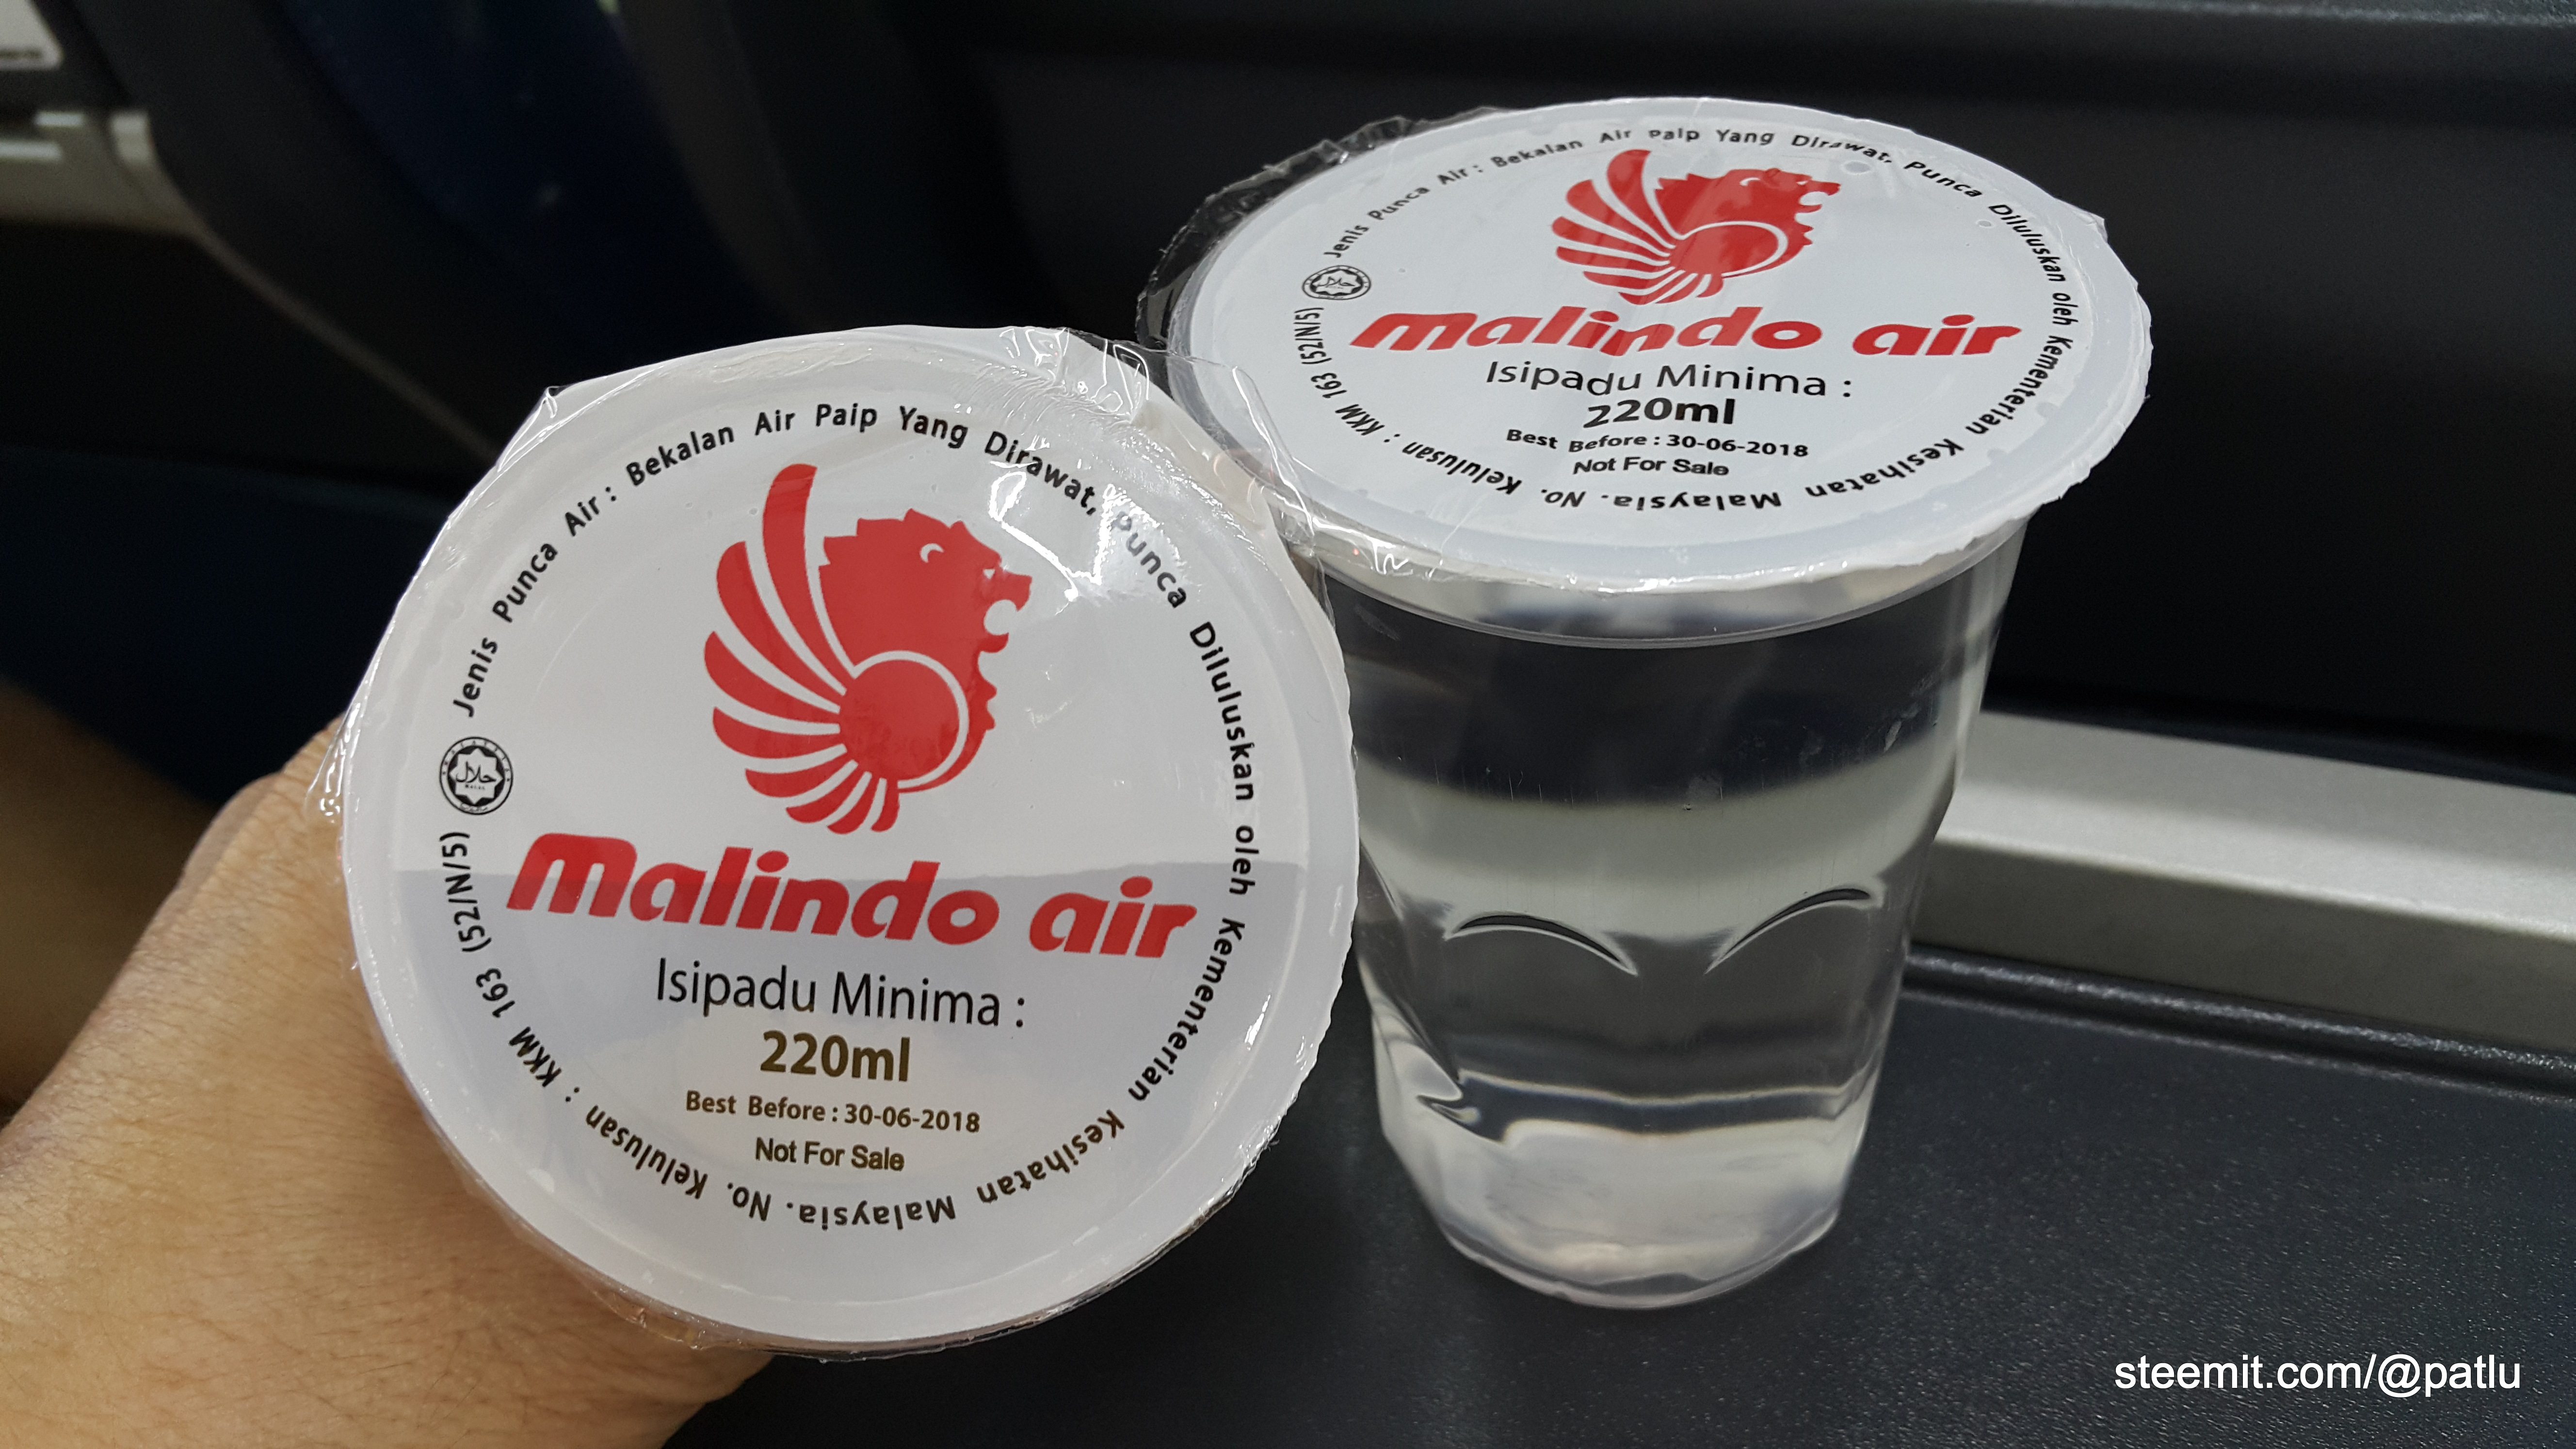 Jenis Punca Air : Bekalan Air Paip Yang Dirawat, Punca Diluluskan oleh Kementerian Kesihatan Malaysia. No. Kelulusan : KKM 163 (52/N/5)
malindo air
Isipadu Minima :
220ml
Best Before : 30-06-2018
Not For Sale
Jenis Punca Air : Bekalan Air Paip Yang Dirawat, Punca Diluluskan oleh Kementerian Kesihatan Malaysia. No. Kelulusan : KKM 163 (52/N/5)
malindo air
Isipadu Minima :
220ml
Best Before : 30-06-2018
Not For Sale
حلال
steemit.com/@patlu